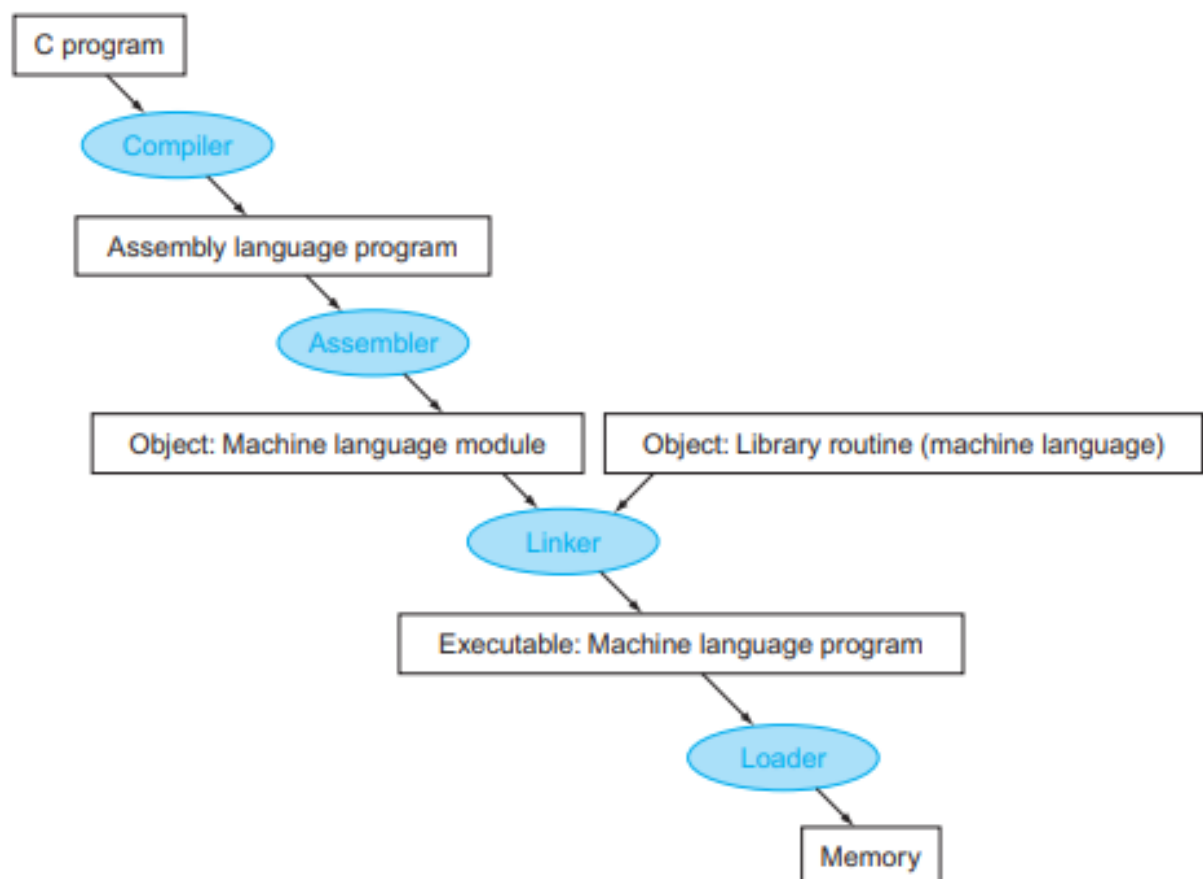 C program
Compiler
Assembly language program
Assembler
Object: Machine language module
Object: Library routine (machine language)
Linker
Executable: Machine language program
Loader
Memory